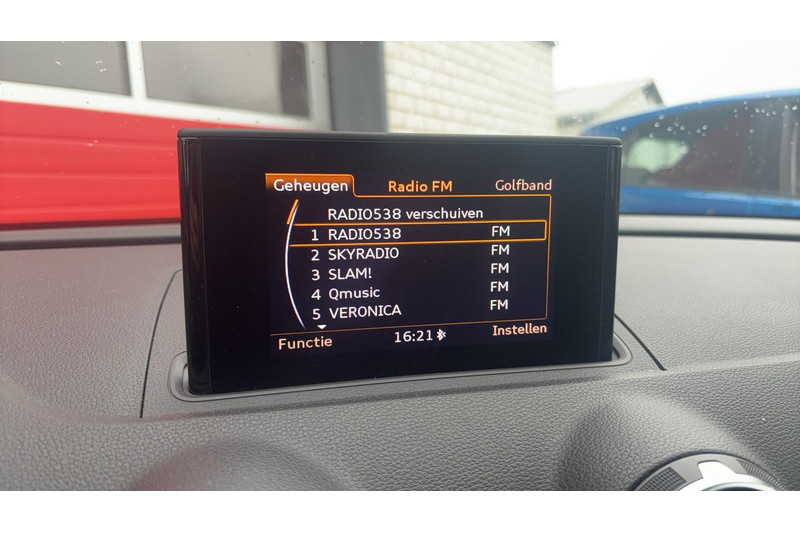 Geheugen Radio FM Golfband
RADIO538 verschuiven
1 RADIO538 FM
2 SKYRADIO FM
3 SLAM! FM
4 Qmusic FM
5 VERONICA FM
Functie 16:21 Instellen